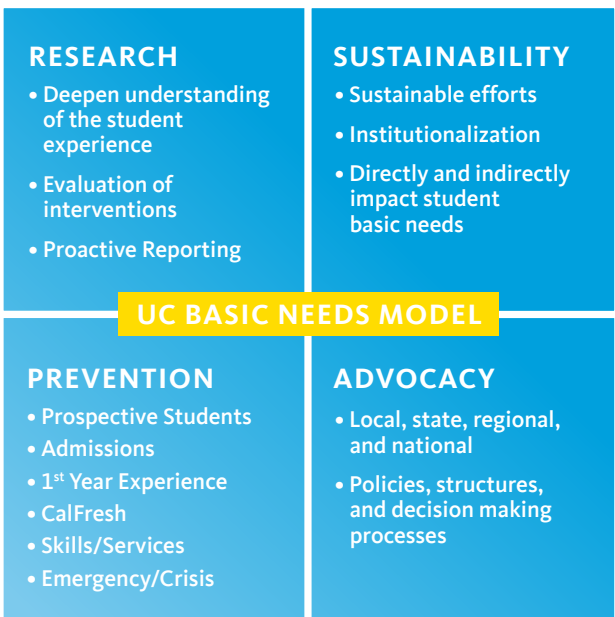 RESEARCH
• Deepen understanding
of the student
experience
• Evaluation of
interventions
• Proactive Reporting
SUSTAINABILITY
• Sustainable efforts
• Institutionalization
• Directly and indirectly
impact student
basic needs
UC BASIC NEEDS MODEL
PREVENTION
• Prospective Students
• Admissions
• 1st Year Experience
• CalFresh
• Skills/Services
• Emergency/Crisis
ADVOCACY
• Local, state, regional,
and national
• Policies, structures,
and decision making
processes